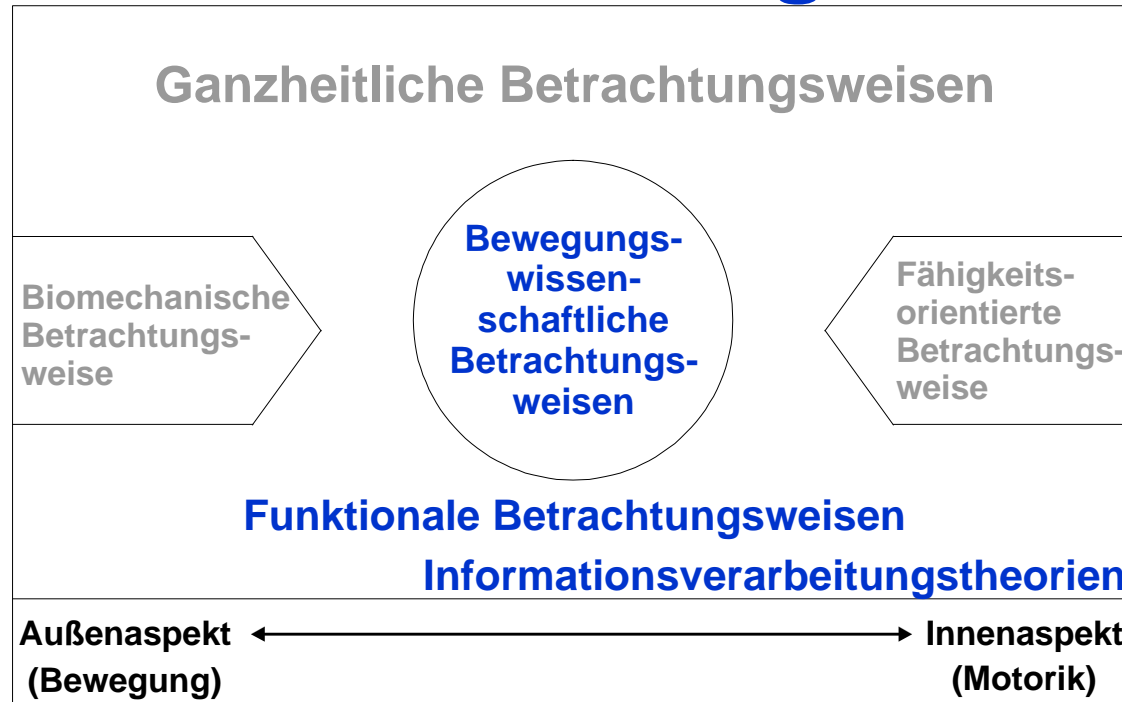 Ganzheitliche Betrachtungsweisen
Biomechanische
Betrachtungs-
weise
Bewegungs-
wissen-
schaftliche
Betrachtungs-
weisen
Fähigkeits-
orientierte
Betrachtungs-
weise
Funktionale Betrachtungsweisen
Informationsverarbeitungstheorien
Außenaspekt
(Bewegung)
Innenaspekt
(Motorik)